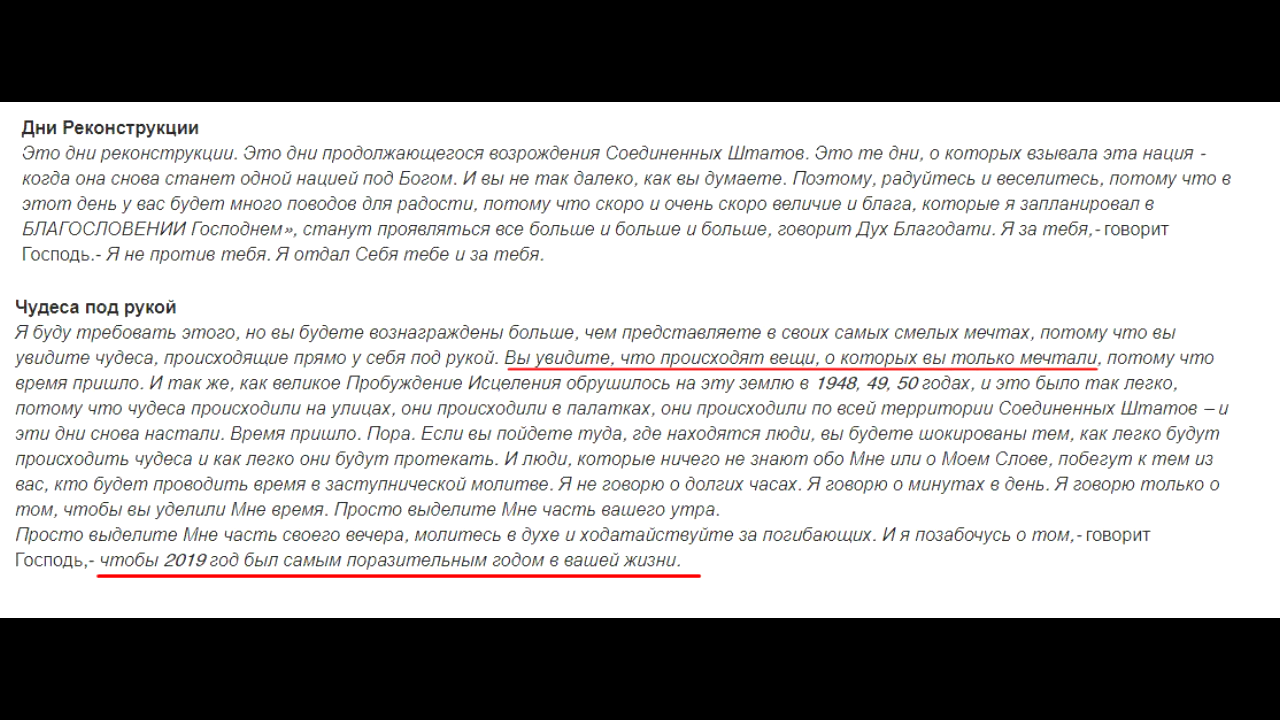 Дни Реконструкции
Это дни реконструкции. Это дни продолжающегося возрождения Соединенных Штатов. Это те дни, о которых взывала эта нация -
когда она снова станет одной нацией под Богом. И вы не так далеко, как вы думаете. Поэтому, радуйтесь и веселитесь, потому что в
этот день у вас будет много поводов для радости, потому что скоро и очень скоро величие и блага, которые я запланировал в
БЛАГОСЛОВЕНИИ Господнем», станут проявляться все больше и больше и больше, говорит Дух Благодати. Я за тебя,- говорит
Господь.- Я не против тебя. Я отдал Себя тебе и за тебя.
Чудеса под рукой
Я буду требовать этого, но вы будете вознаграждены больше, чем представляете в своих самых смелых мечтах, потому что вы
увидите чудеса, происходящие прямо у себя под рукой. Вы увидите, что происходят вещи, о которых вы только мечтали, потому что
время пришло. И так же, как великое Пробуждение Исцеления обрушилось на эту землю в 1948, 49, 50 годах, и это было так легко,
потому что чудеса происходили на улицах, они происходили в палатках, они происходили по всей территории Соединенных Штатов – и
эти дни снова настали. Время пришло. Пора. Если вы пойдете туда, где находятся люди, вы будете шокированы тем, как легко будут
происходить чудеса и как легко они будут протекать. И люди, которые ничего не знают обо Мне или о Моем Слове, побегут к тем из
вас, кто будет проводить время в заступнической молитве. Я не говорю о долгих часах. Я говорю о минутах в день. Я говорю только о
том, чтобы вы уделили Мне время. Просто выделите Мне часть вашего утра.
Просто выделите Мне часть своего вечера, молитесь в духе и ходатайствуйте за погибающих. И я позабочусь о том,- говорит
Господь,- чтобы 2019 год был самым поразительным годом в вашей жизни.